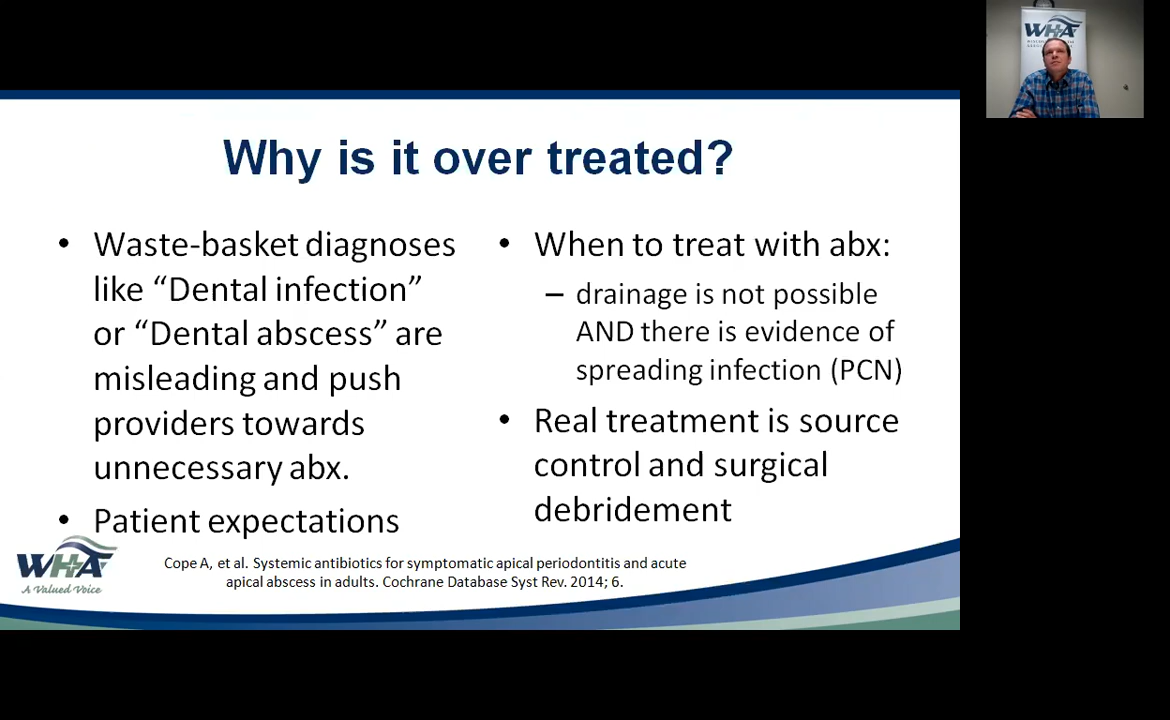 Why is it over treated?
• Waste-basket diagnoses
like “Dental infection”
or “Dental abscess” are
misleading and push
providers towards
unnecessary abx.
• Patient expectations
• When to treat with abx:
– drainage is not possible
AND there is evidence of
spreading infection (PCN)
• Real treatment is source
control and surgical
debridement
Cope A, et al. Systemic antibiotics for symptomatic apical periodontitis and acute
apical abscess in adults. Cochrane Database Syst Rev. 2014; 6.
WHA
A Valued Voice
WHA